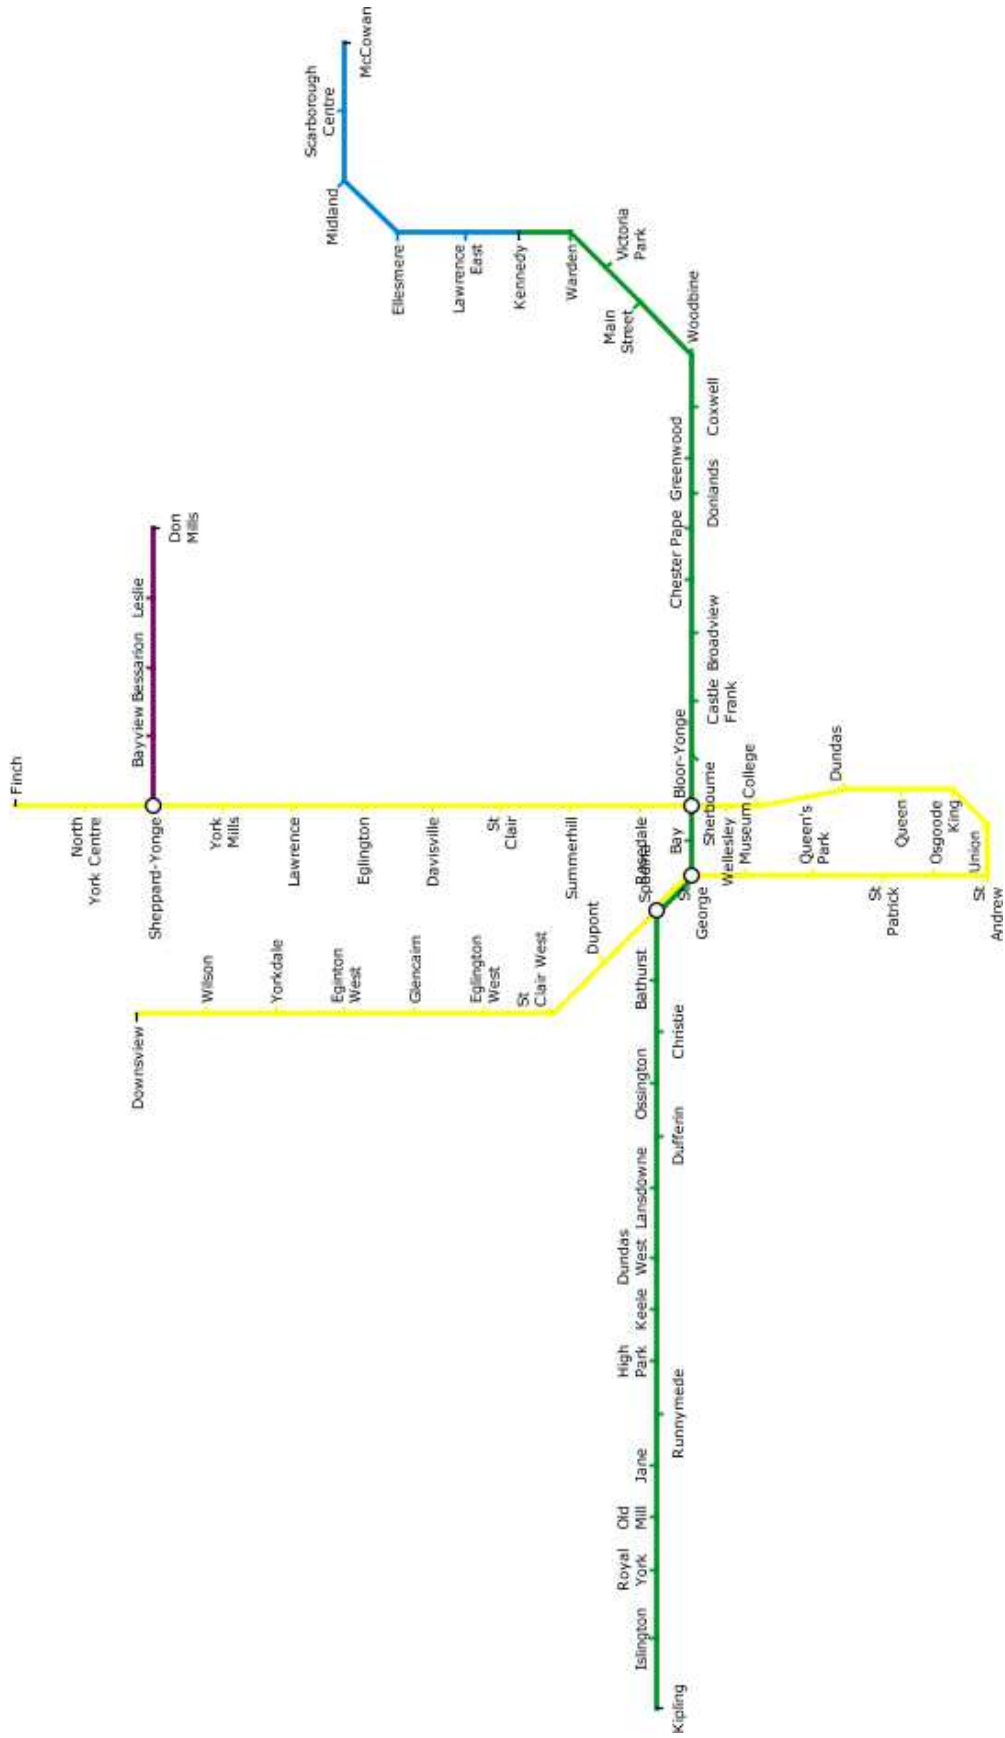 Finch
North
York Centre
Sheppard-Yonge
Bayview
Bessarion
Leslie
Don
Mills
York
Mills
Lawrence
Eglington
Davisville
St
Clair
Summerhill
Rosedale
Bloor-Yonge
Wellesley
College
Dundas
Queen
King
Union
St
Andrew
Osgoode
St
Patrick
Queen's
Park
Museum
St
George
Spadina
Dupont
St
Clair West
Eglington
West
Glencairn
Eginton
West
Yorkdale
Wilson
Downsview
McCowan
Scarborough
Centre
Midland
Ellesmere
Lawrence
East
Kennedy
Warden
Victoria
Park
Main
Street
Woodbine
Coxwell
Greenwood
Donlands
Pape
Chester
Broadview
Castle
Frank
Sherbourne
Bay
Bathurst
Christie
Ossington
Dufferin
Lansdowne
Dundas
West
Keele
High
Park
Runnymede
Jane
Old
Mill
Royal
York
Islington
Kipling